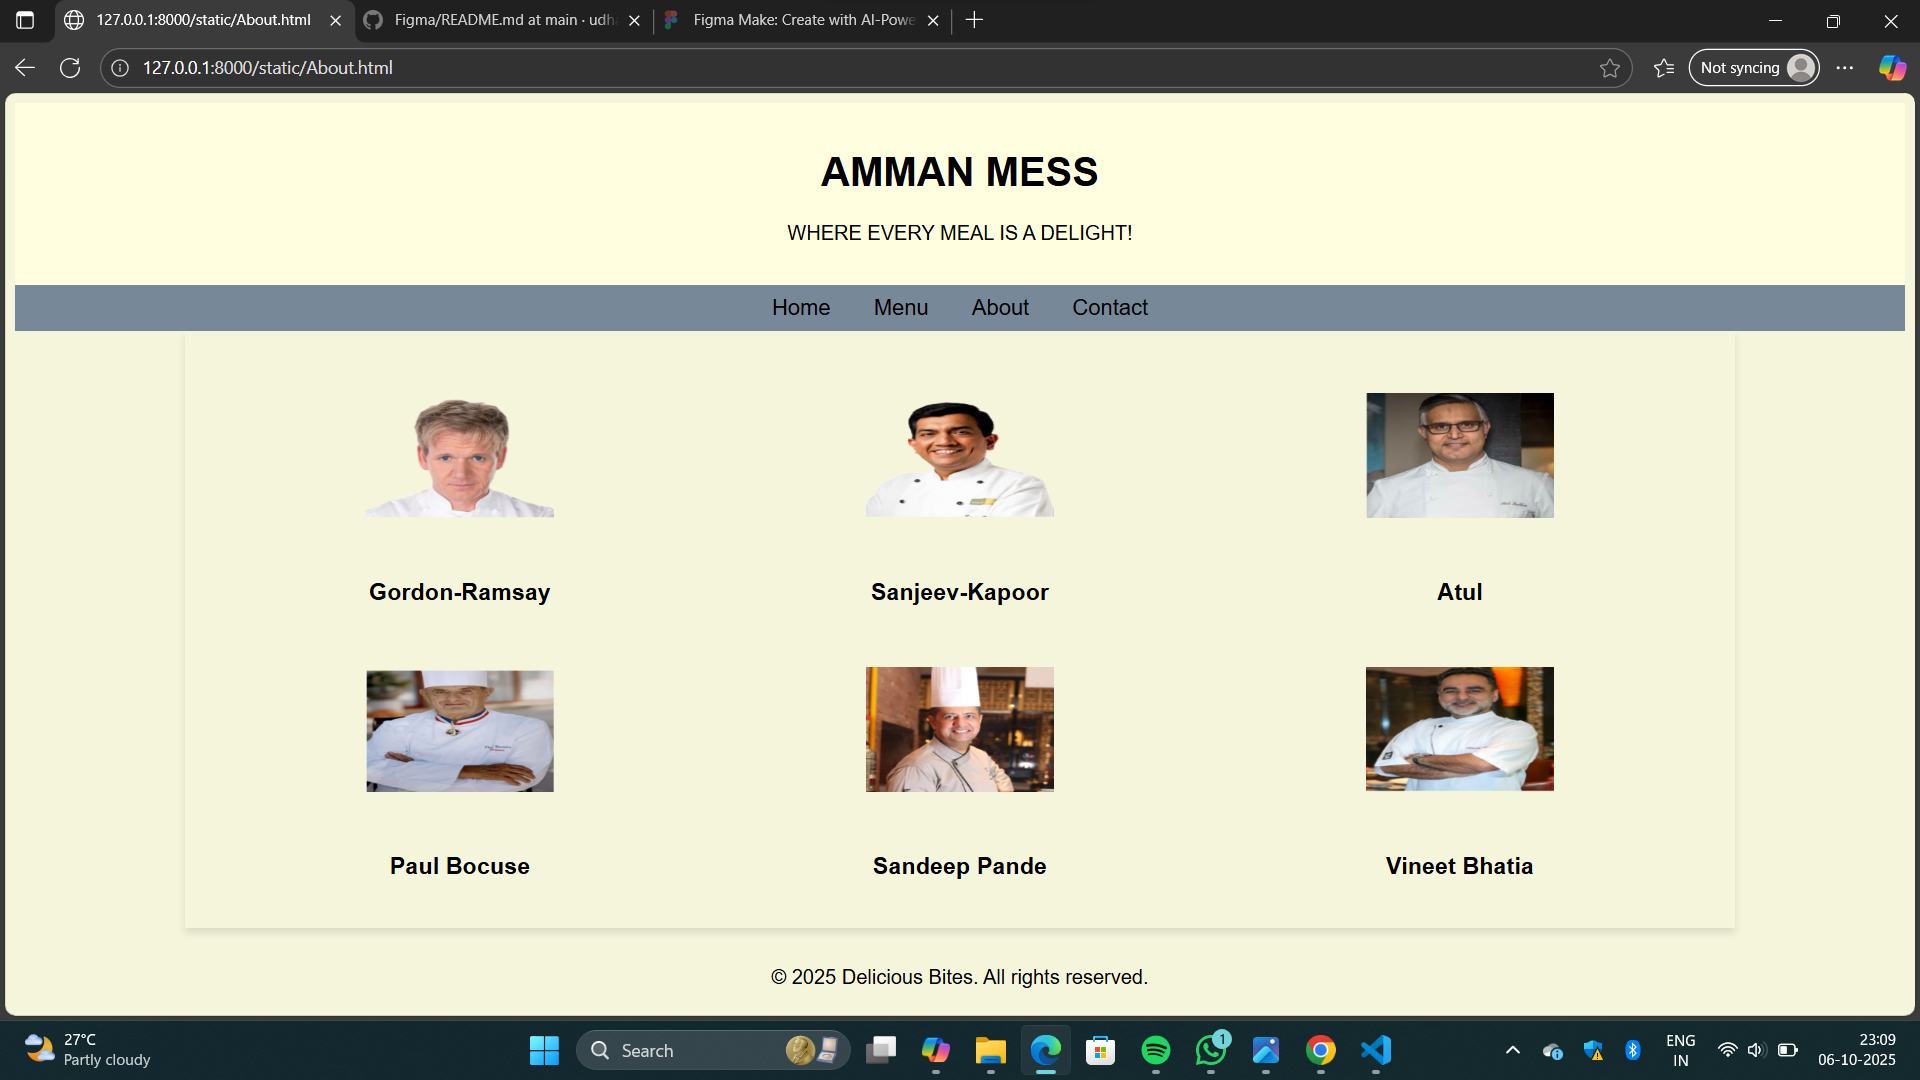 127.0.0.1:8000/static/About.html
Figma/README.md at main · udh
Figma Make: Create with AI-Powe
127.0.0.1:8000/static/About.html
Not syncing
AMMAN MESS
WHERE EVERY MEAL IS A DELIGHT!
Home Menu About Contact
Gordon-Ramsay Sanjeev-Kapoor Atul
Paul Bocuse Sandeep Pande Vineet Bhatia
© 2025 Delicious Bites. All rights reserved.
27°C
Partly cloudy
Search
1
ENG
IN
23:09
06-10-2025